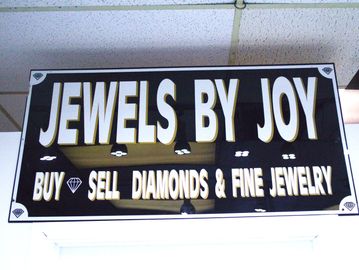 JEWELS BY JOY
BUY SELL DIAMONDS & FINE JEWELRY